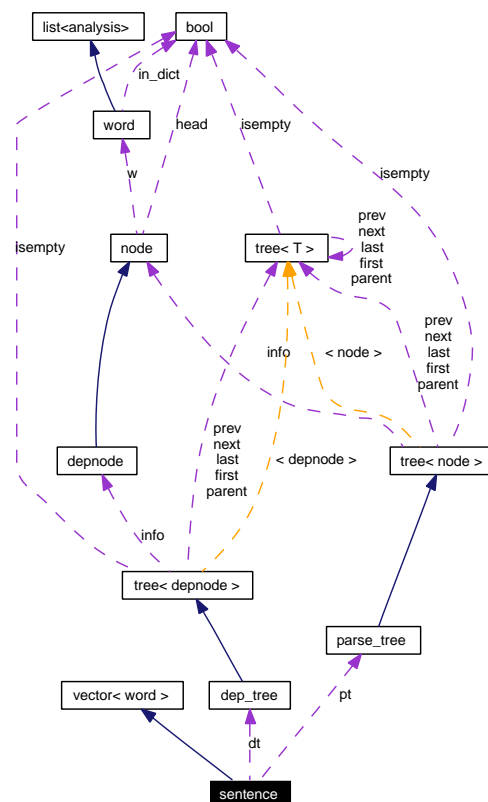 list<analysis>
bool
in_dict
word
head
isempty
w
isempty
isempty
node
tree< T >
prev
next
last
first
parent
info
< node >
prev
next
last
first
parent
prev
next
last
first
parent
< depnode >
depnode
tree< node >
info
tree< depnode >
parse_tree
vector< word >
dep_tree
pt
dt
sentence